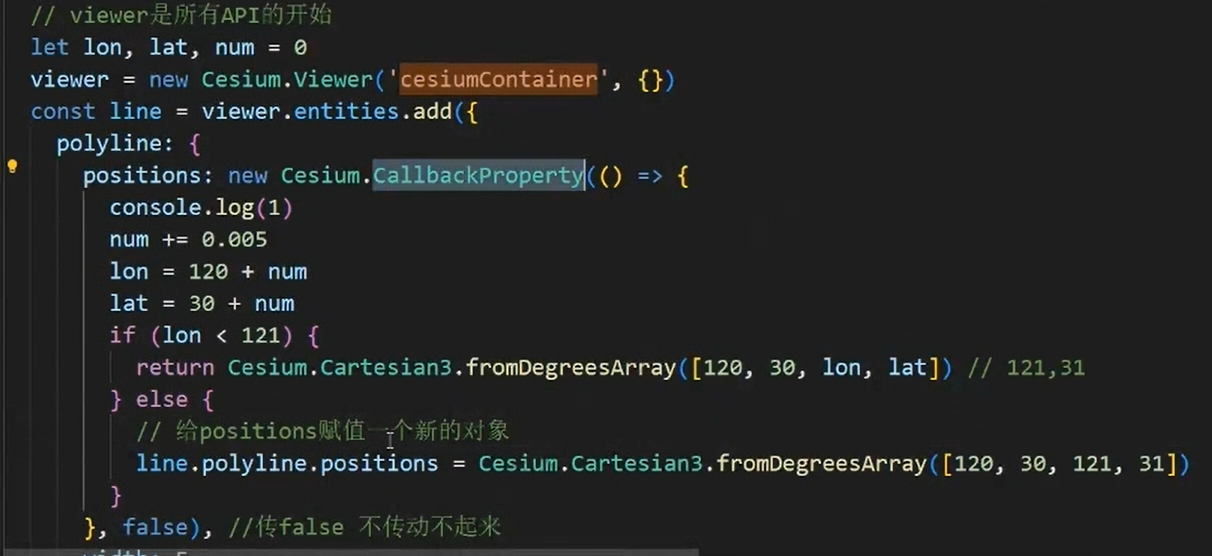 // viewer是所有API的开始
let lon, lat, num = 0
viewer = new Cesium.Viewer('cesiumContainer', {})
const line = viewer.entities.add({
polyline: {
positions: new Cesium.CallbackProperty(() => {
console.log(1)
num += 0.005
lon = 120 + num
lat = 30 + num
if (lon < 121) {
return Cesium.Cartesian3.fromDegreesArray([120, 30, lon, lat]) // 121,31
} else {
// 给positions赋值一个新的对象
line.polyline.positions = Cesium.Cartesian3.fromDegreesArray([120, 30, 121, 31])
}
}, false), //传false 不传动不起来
width: 5